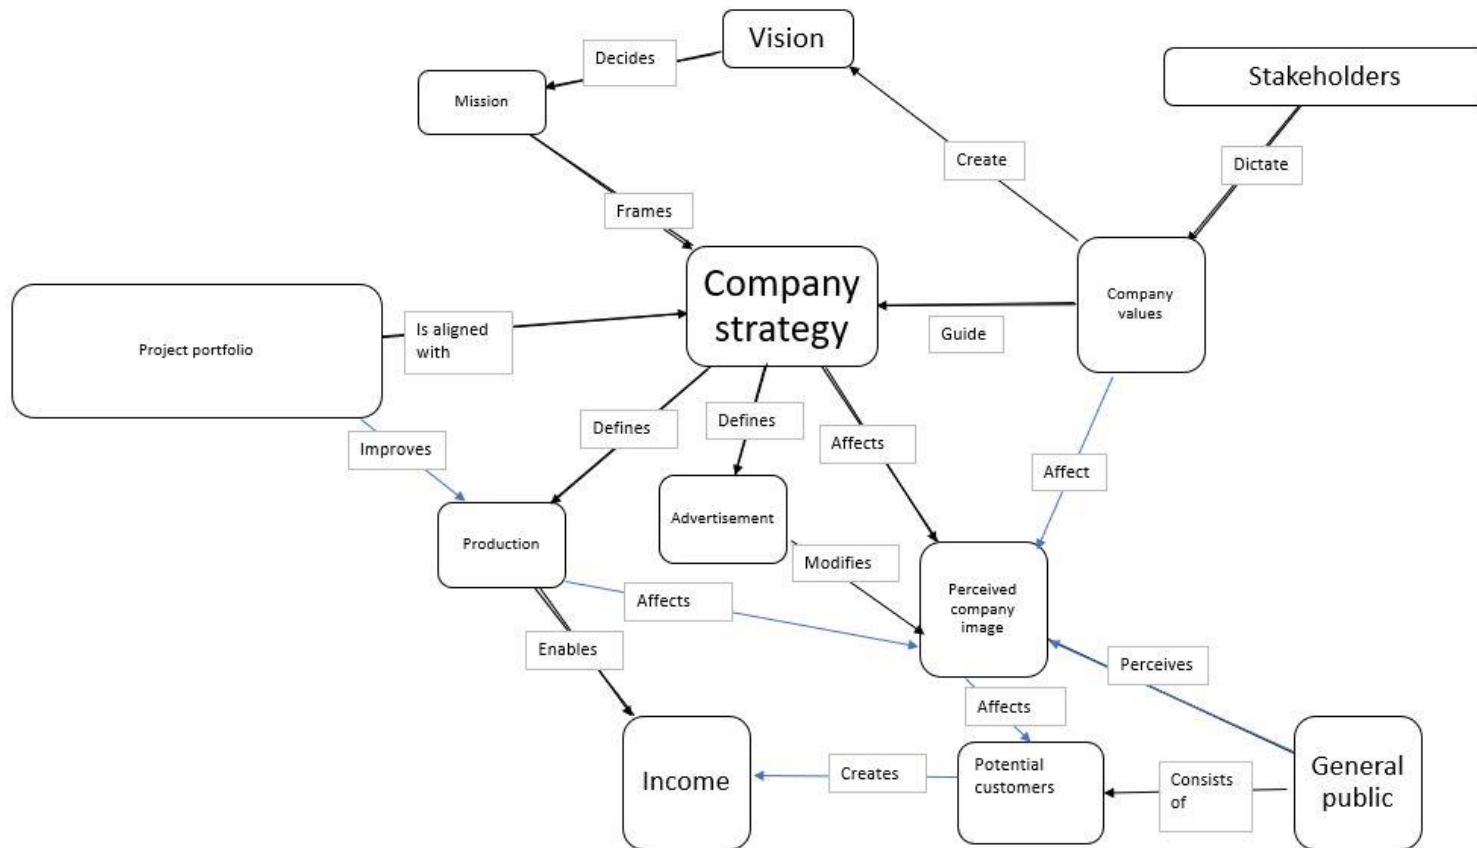 Vision
Decides
Stakeholders
Mission
Create
Dictate
Frames
Company
strategy
Company
values
Project portfolio
Is aligned
with
Guide
Improves
Defines
Defines
Affects
Affect
Advertisement
Production
Modifies
Affects
Perceived
company
image
Enables
Perceives
Affects
Income
Creates
Potential
customers
Consists
of
General
public